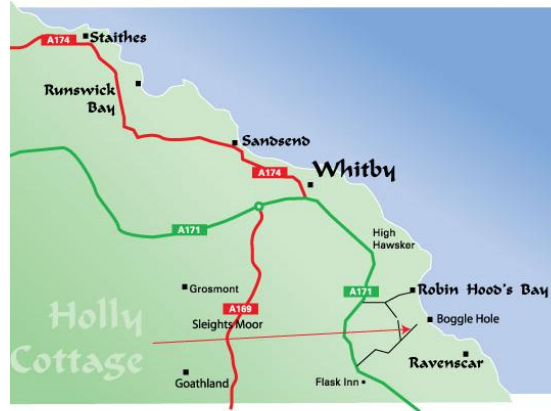 A174
Staithes
Runswick
Bay
Sandsend
A174
Whitby
A171
High
Hawsker
Grosmont
A171
Robin Hood's Bay
A169
Holly
Sleights Moor
Boggle Hole
Cottage
Ravenscar
Goathland
Flask Inn